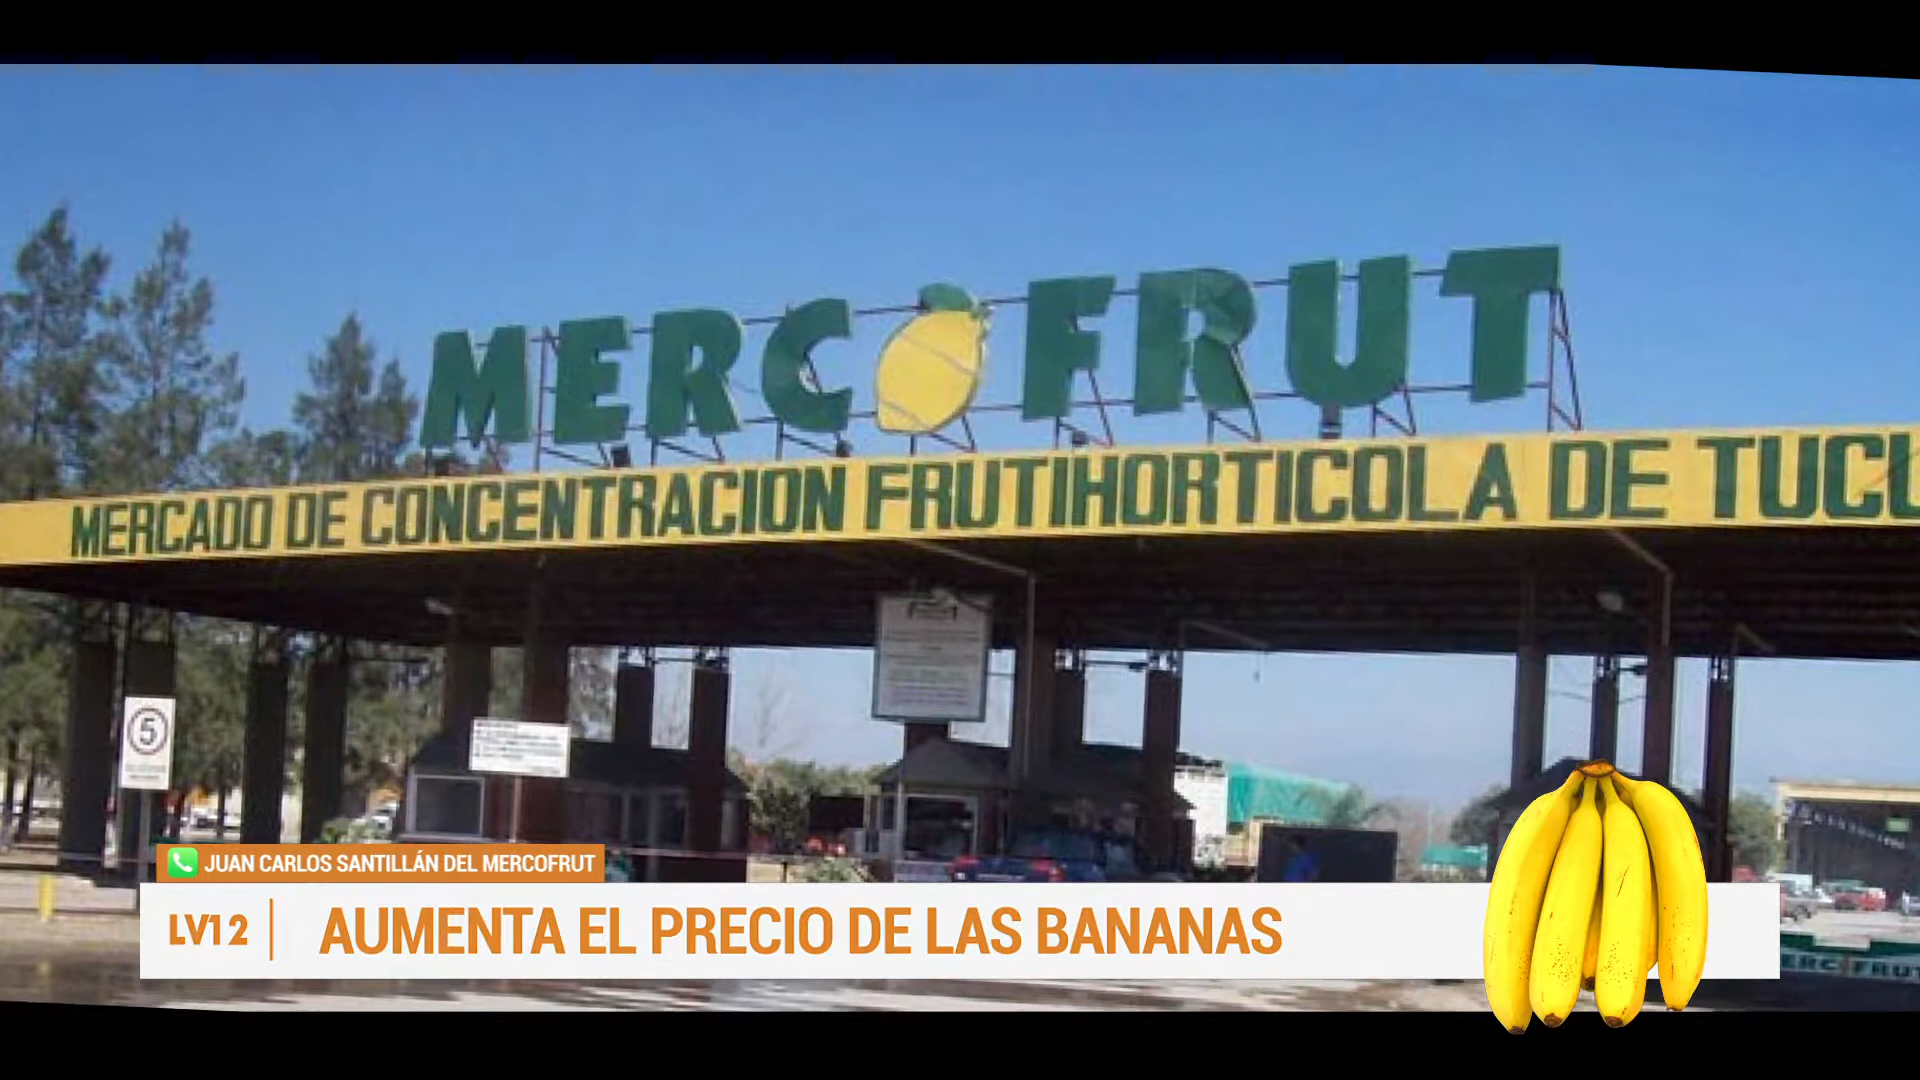 MERCOFRUT
MERCADO DE CONCENTRACION FRUTIHORTICOLA DE TUCU
5
JUAN CARLOS SANTILLÁN DEL MERCOFRUT
LV12
AUMENTA EL PRECIO DE LAS BANANAS